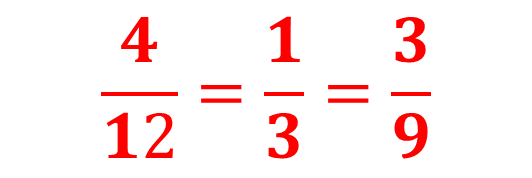 4/12 = 1/3 = 3/9